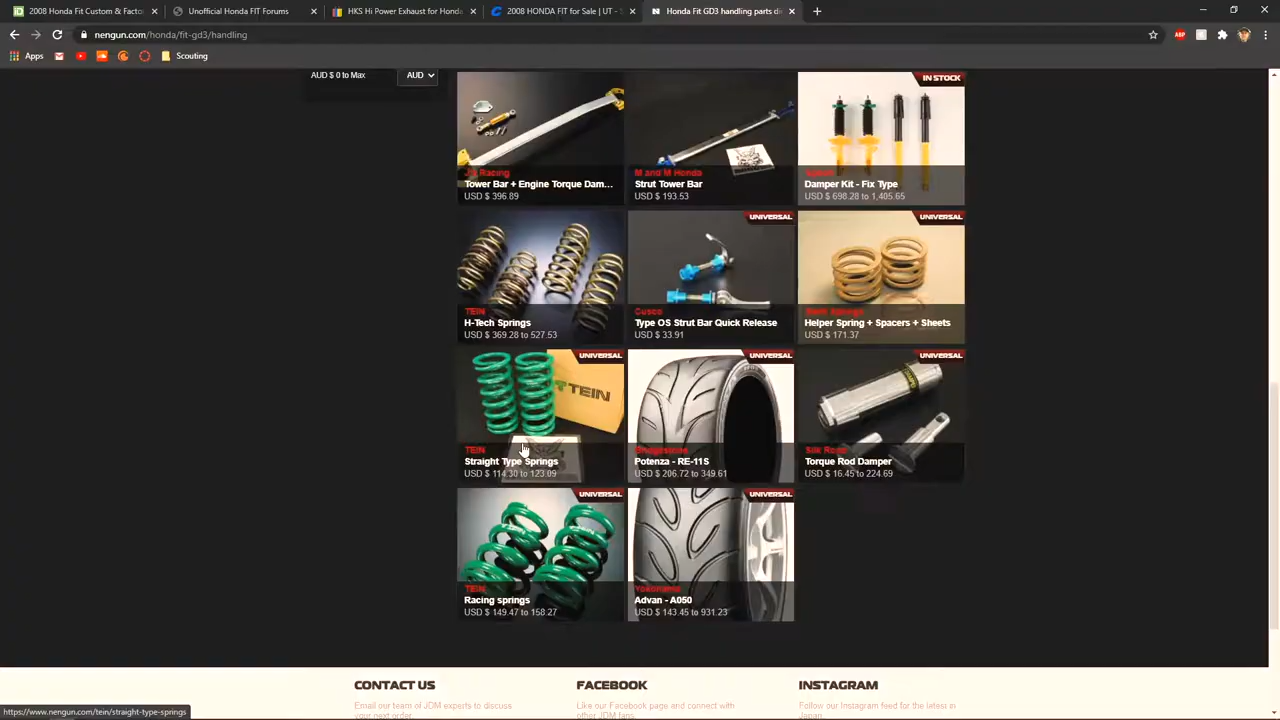 2008 Honda Fit Custom & Factor
Unofficial Honda FIT Forums
HKS Hi Power Exhaust for Honda
2008 HONDA FIT for Sale | UT -
Honda Fit GD3 handling parts di
nengun.com/honda/fit-gd3/handling
Apps
Scouting
AUD $ 0 to Max
AUD
Tower Bar + Engine Torque Dam...
USD $ 396.89
M and M Honda
Strut Tower Bar
USD $ 193.53
IN STOCK
Damper Kit - Fix Type
USD $ 698.28 to 1,405.65
TEIN
H-Tech Springs
USD $ 369.28 to 527.53
UNIVERSAL
Cusco
Type OS Strut Bar Quick Release
USD $ 33.91
UNIVERSAL
Helper Spring + Spacers + Sheets
USD $ 171.37
UNIVERSAL
TEIN
TEIN
Straight Type Springs
USD $ 114.30 to 123.09
UNIVERSAL
Bridgestone
Potenza - RE-11S
USD $ 206.72 to 349.61
UNIVERSAL
Silk Road
Torque Rod Damper
USD $ 16.45 to 224.69
UNIVERSAL
TEIN
Racing springs
USD $ 149.47 to 158.27
UNIVERSAL
Yokohama
Advan - A050
USD $ 143.45 to 931.23
CONTACT US
Email our team of JDM experts to discuss
your next order.
FACEBOOK
Like our Facebook page and connect with
other JDM fans.
INSTAGRAM
Follow our Instagram feed for the latest in
Japan
https://www.nengun.com/tein/straight-type-springs